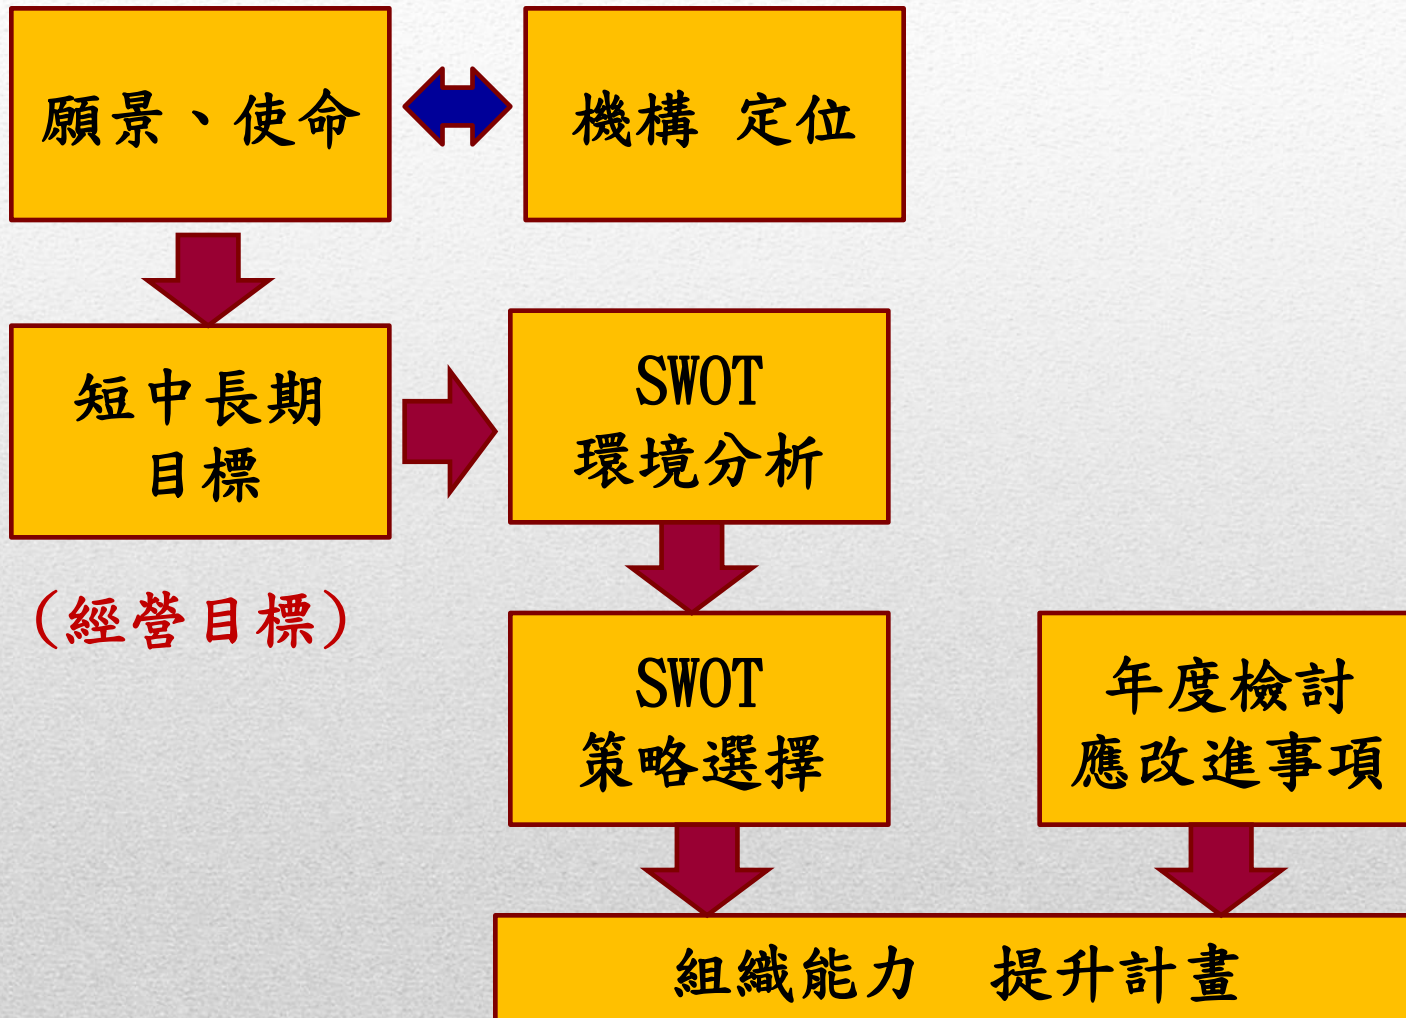 願景、使命
機構 定位
短中長期
目標
(經營目標)
SWOT
環境分析
SWOT
策略選擇
年度檢討
應改進事項
組織能力 提升計畫